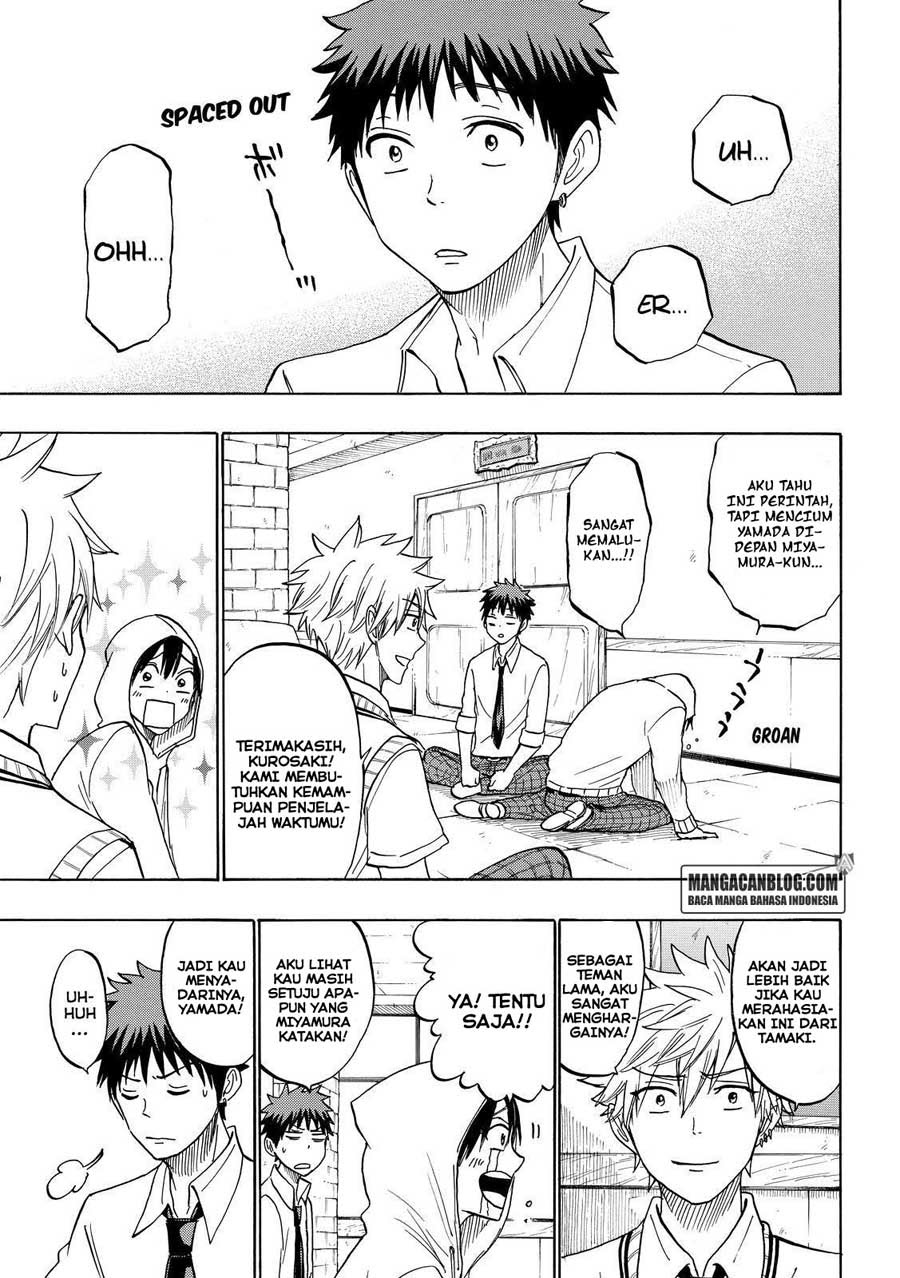 UH...
ER...
SPACED OUT
ボーーッ
OHH...
AKU TAHU
INI PERINTAH,
TAPI MENCIUM
YAMADA DI-
DEPAN MIYA-
MURA-KUN...
SANGAT
MEMALU-
KAN...!!
GROAN
TERIMAKASIH,
KUROSAKI!
KAMI MEMBU-
TUHKAN KEMAM-
PUAN PENJELA-
JAH WAKTUMU!
MANGACANBLOG.COM
BACA MANGA BAHASA INDONESIA
AKAN JADI
LEBIH BAIK
JIKA KAU
MERAHASIA-
KAN INI DARI
TAMAKI.
SEBAGAI
TEMAN
LAMA, AKU
SANGAT
MENGHAR-
GAINYA!
YA! TENTU
SAJA!!
AKU LIHAT
KAU MASIH
SETUJU APA-
PUN YANG
MIYAMURA
KATAKAN!
JADI KAU
MENYA-
DARINYA,
YAMADA!
UH-
HUH
...